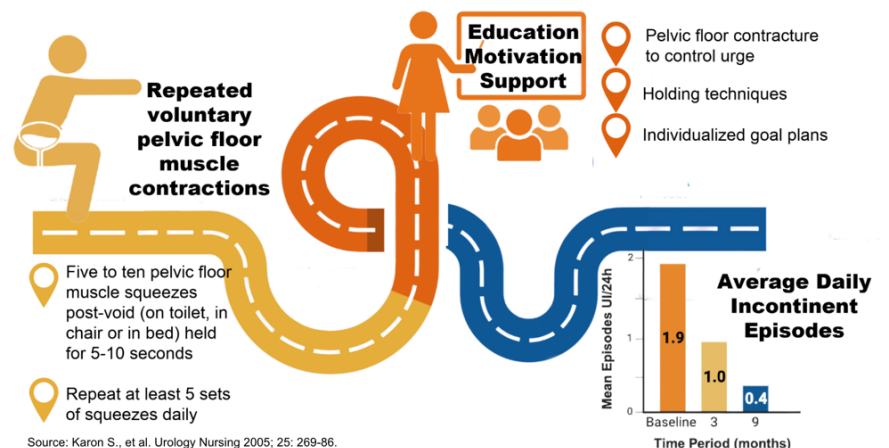 Repeated
voluntary
pelvic floor
muscle
contractions
Five to ten pelvic floor
muscle squeezes
post-void (on toilet, in
chair or in bed) held
for 5-10 seconds
Repeat at least 5 sets
of squeezes daily
Education
Motivation
Support
Pelvic floor contracture
to control urge
Holding techniques
Individualized goal plans
Average Daily
Incontinent
Episodes
Mean Episodes UI/24h
2
1
0
1.9
1.0
0.4
Baseline 3 9
Time Period (months)
Source: Karon S., et al. Urology Nursing 2005; 25: 269-86.